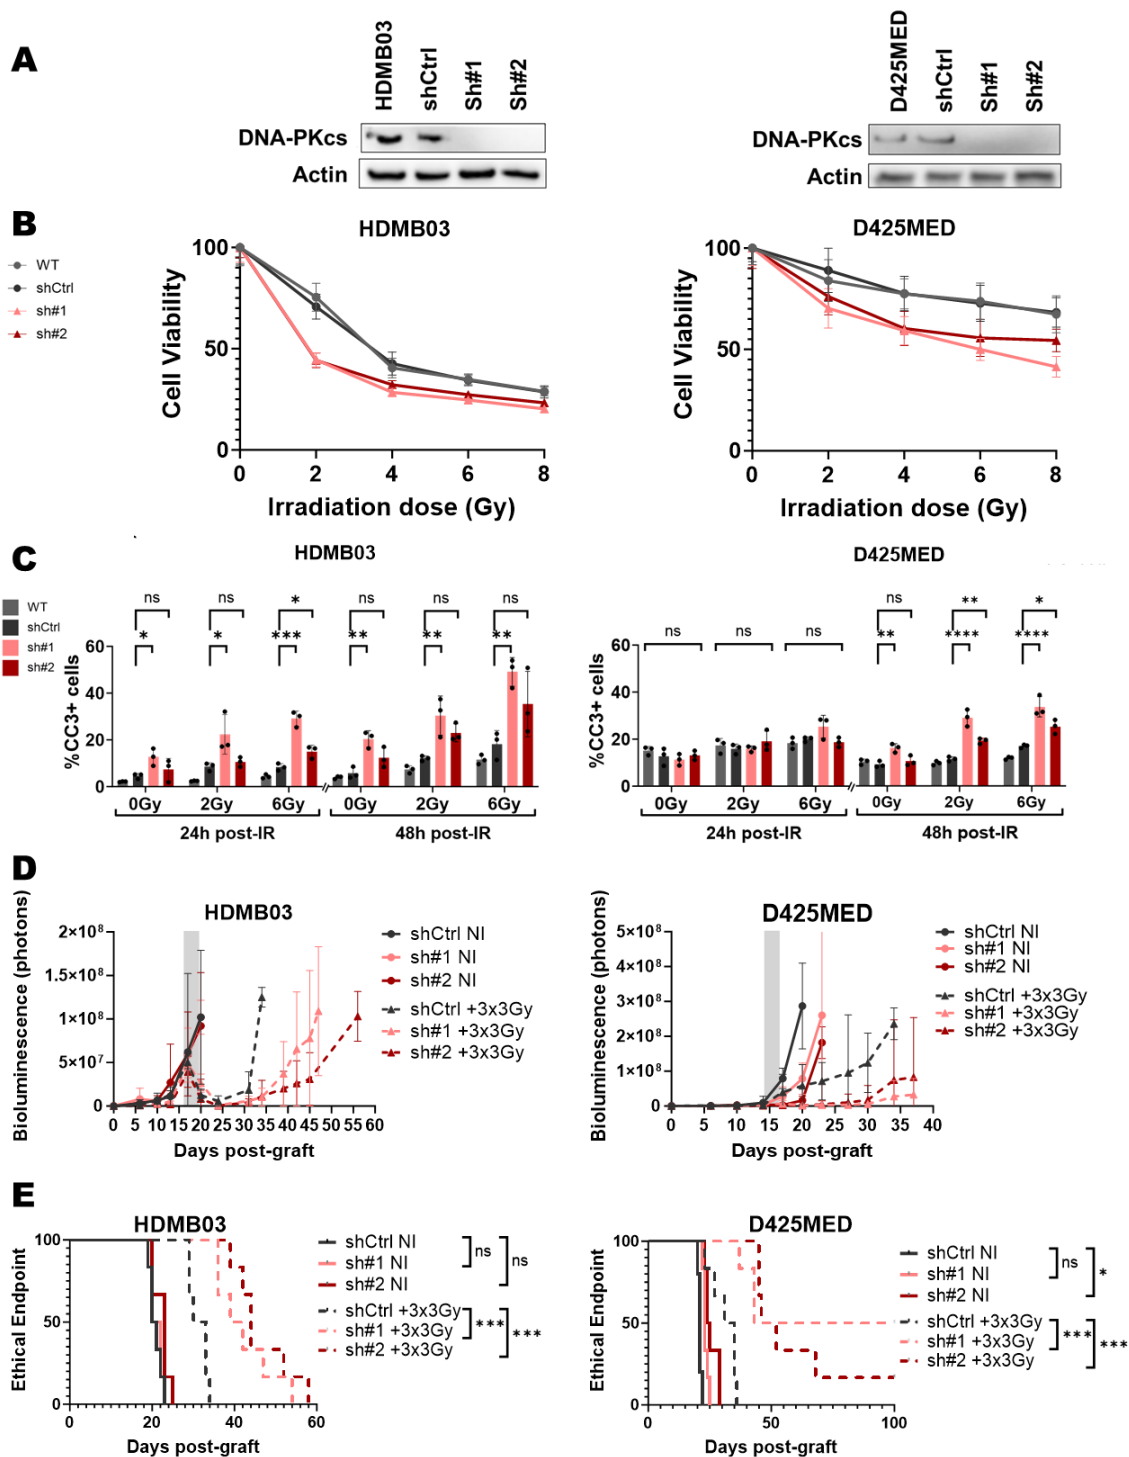 A
HDMB03
shCtrl
Sh#1
Sh#2
DNA-PKcs
Actin
D425MED
shCtrl
Sh#1
Sh#2
DNA-PKcs
Actin
B
WT
shCtrl
sh#1
sh#2
HDMB03
100
50
0
Cell Viability
0 2 4 6 8
Irradiation dose (Gy)
D425MED
100
50
0
Cell Viability
0 2 4 6 8
Irradiation dose (Gy)
C
WT
shCtrl
sh#1
sh#2
HDMB03
ns ns * ns ns ns
* * *** ** ** **
60
40
20
0
%CC3+ cells
0Gy 2Gy 6Gy 0Gy 2Gy 6Gy
24h post-IR 48h post-IR
D425MED
ns ** *
ns ns ns ** **** ****
60
40
20
0
%CC3+ cells
0Gy 2Gy 6Gy 0Gy 2Gy 6Gy
24h post-IR 48h post-IR
D
HDMB03
Bioluminescence (photons)
2×10⁸
1.5×10⁸
1×10⁸
5×10⁷
0
0 5 10 15 20 25 30 35 40 45 50 55 60
Days post-graft
shCtrl NI
sh#1 NI
sh#2 NI
shCtrl +3x3Gy
sh#1 +3x3Gy
sh#2 +3x3Gy
D425MED
Bioluminescence (photons)
5×10⁸
4×10⁸
3×10⁸
2×10⁸
1×10⁸
0
0 5 10 15 20 25 30 35 40
Days post-graft
shCtrl NI
sh#1 NI
sh#2 NI
shCtrl +3x3Gy
sh#1 +3x3Gy
sh#2 +3x3Gy
E
HDMB03
Ethical Endpoint
100
50
0
0 20 40 60
Days post-graft
shCtrl NI
sh#1 NI
sh#2 NI
ns
ns
shCtrl +3x3Gy
sh#1 +3x3Gy
sh#2 +3x3Gy
***
***
D425MED
Ethical Endpoint
100
50
0
0 50 100
Days post-graft
shCtrl NI
sh#1 NI
sh#2 NI
ns
*
shCtrl +3x3Gy
sh#1 +3x3Gy
sh#2 +3x3Gy
***
***